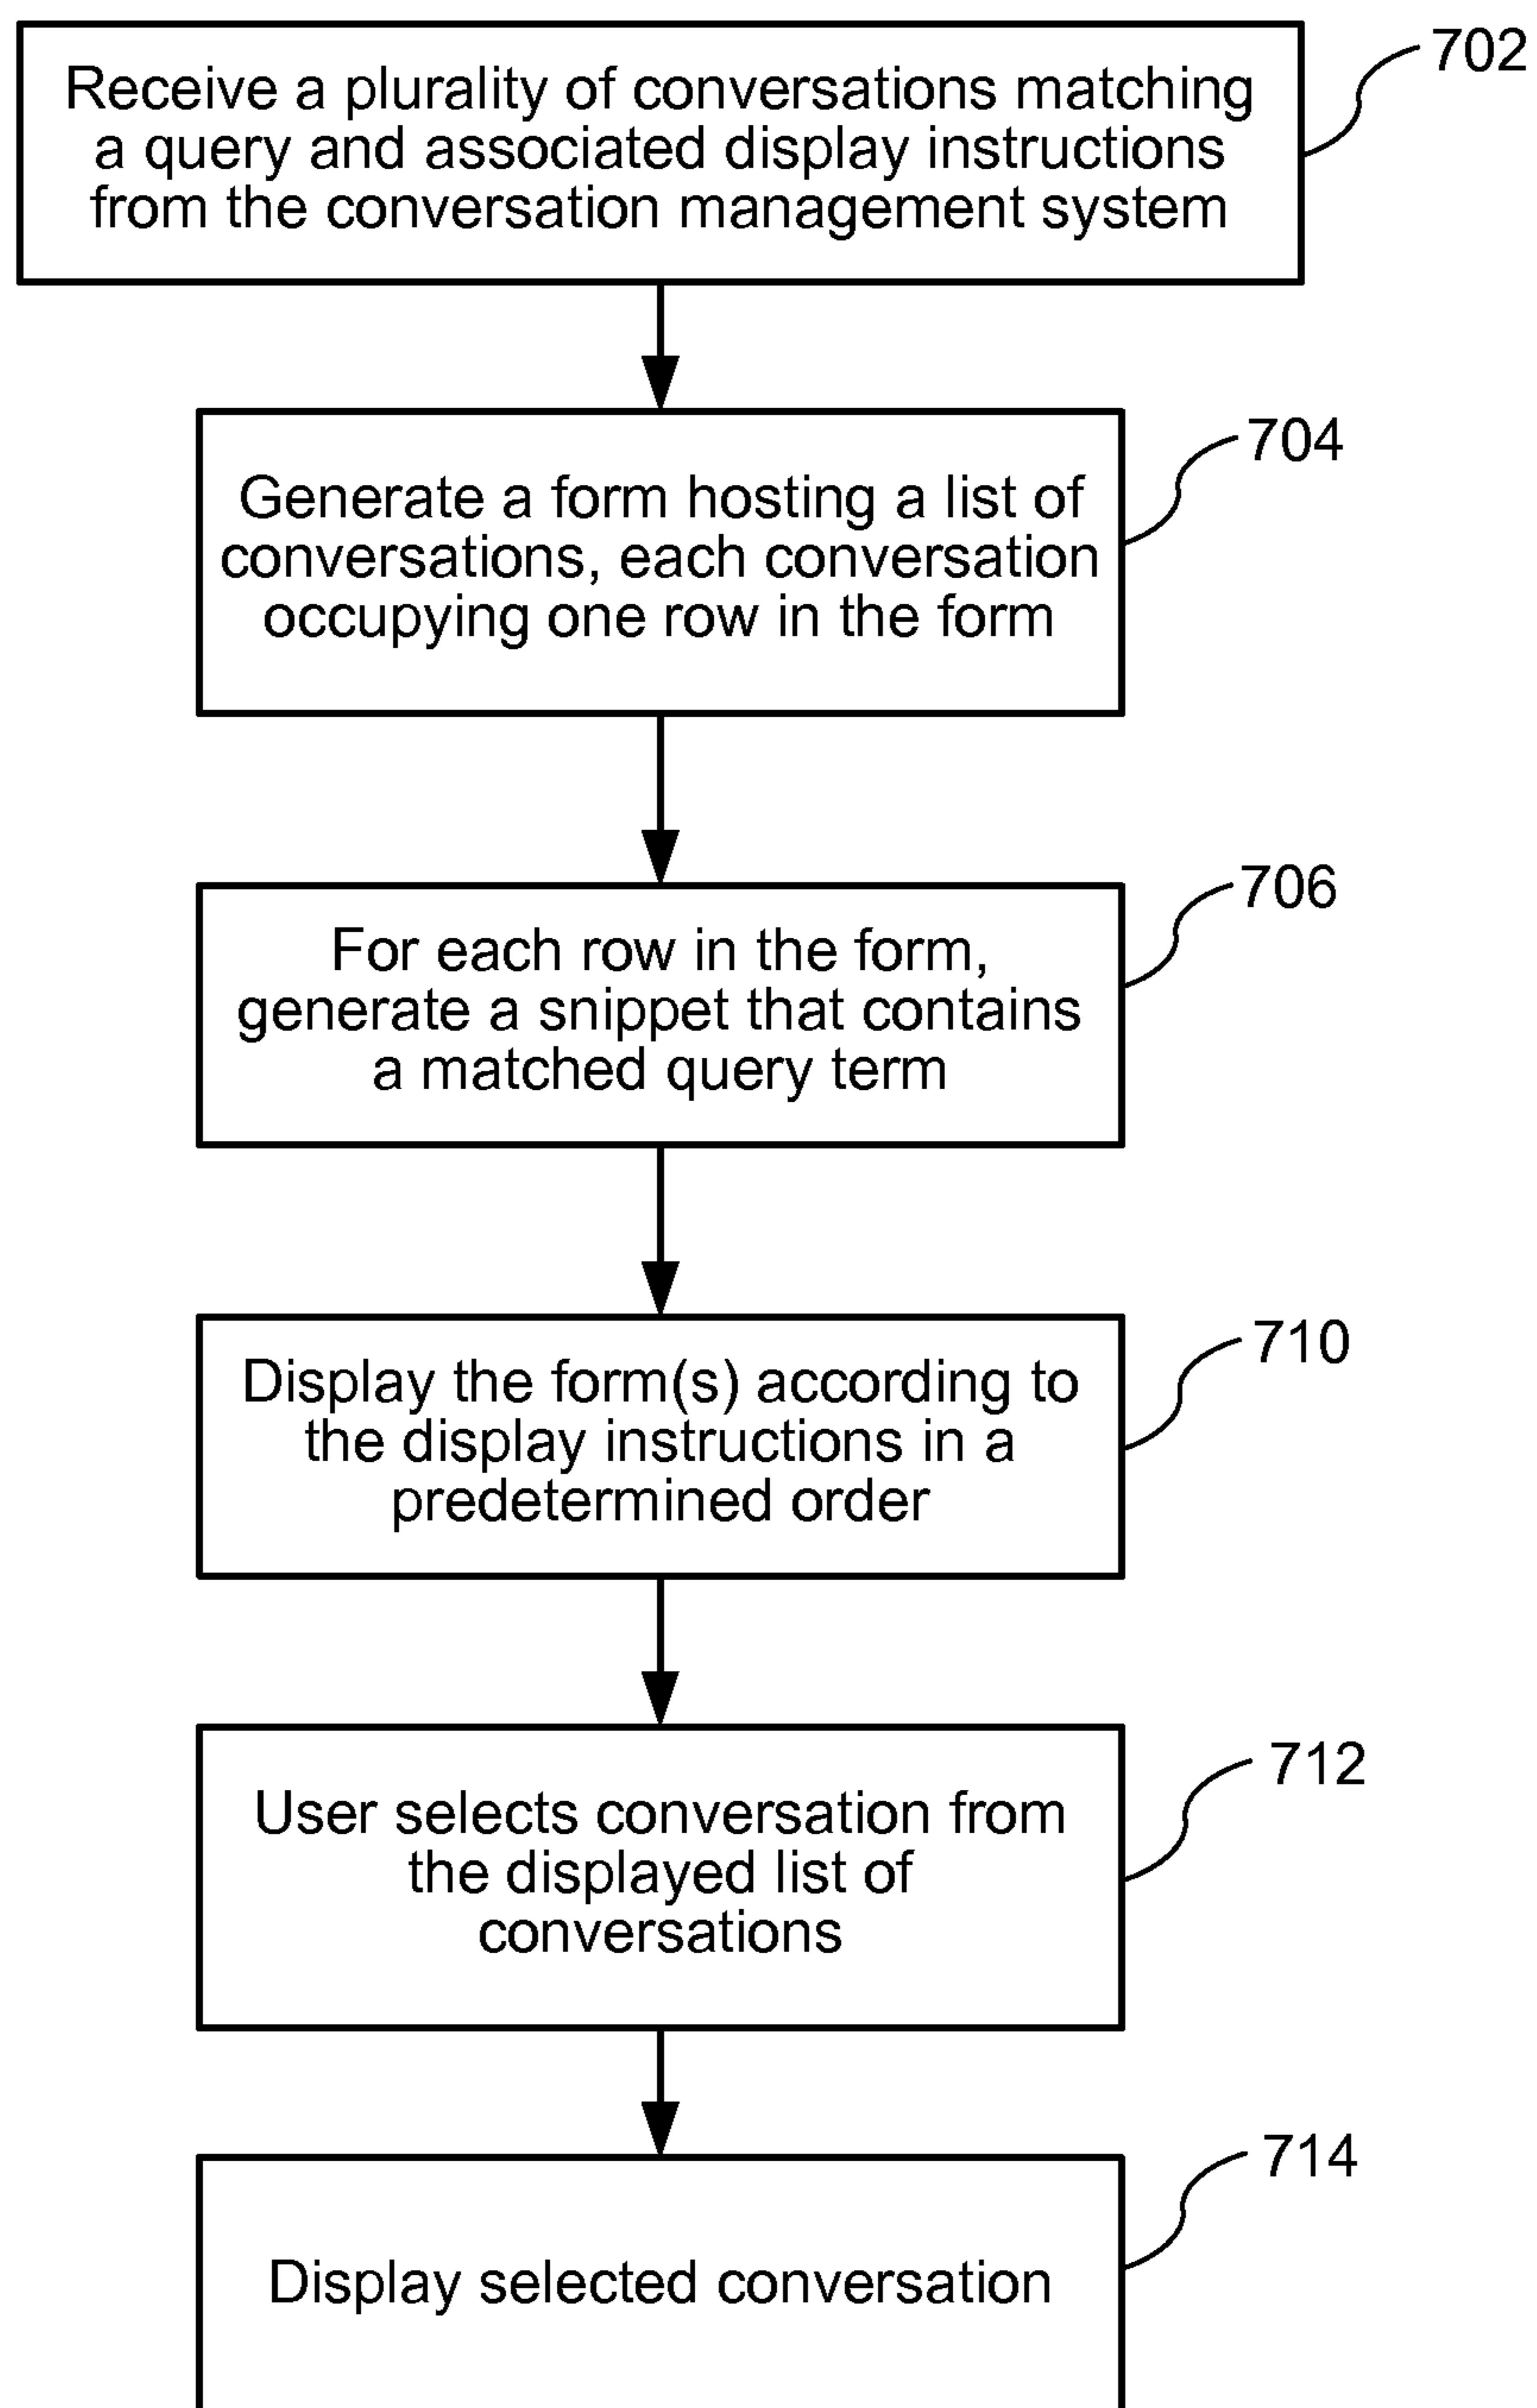 702
Receive a plurality of conversations matching
a query and associated display instructions
from the conversation management system
704
Generate a form hosting a list of
conversations, each conversation
occupying one row in the form
706
For each row in the form,
generate a snippet that contains
a matched query term
710
Display the form(s) according to
the display instructions in a
predetermined order
712
User selects conversation from
the displayed list of
conversations
714
Display selected conversation